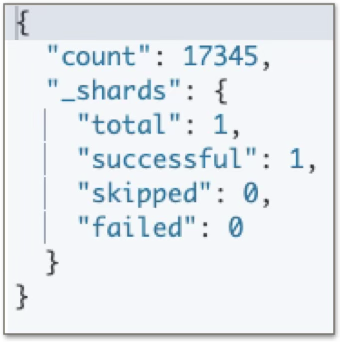 {
"count": 17345,
"_shards": {
"total": 1,
"successful": 1,
"skipped": 0,
"failed": 0
}
}